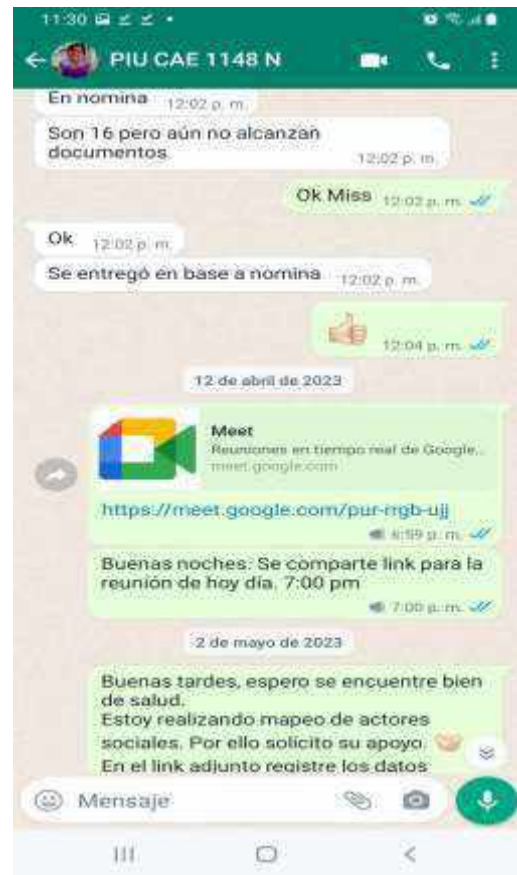 11:30
PIU CAE 1148 N
En nomina 12:02 p. m.
Son 16 pero aún no alcanzan
documentos. 12:02 p. m.
Ok Miss 12:02 p. m.
Ok 12:02 p. m.
Se entregó en base a nomina 12:02 p. m.
12:04 p. m.
12 de abril de 2023
Meet
Reuniones en tiempo real de Google...
meet.google.com
https://meet.google.com/pur-rrgb-ujj
6:59 p. m.
Buenas noches. Se comparte link para la
reunión de hoy día. 7:00 pm
7:00 p. m.
2 de mayo de 2023
Buenas tardes, espero se encuentre bien
de salud.
Estoy realizando mapeo de actores
sociales. Por ello solicito su apoyo.
En el link adjunto registre los datos
Mensaje